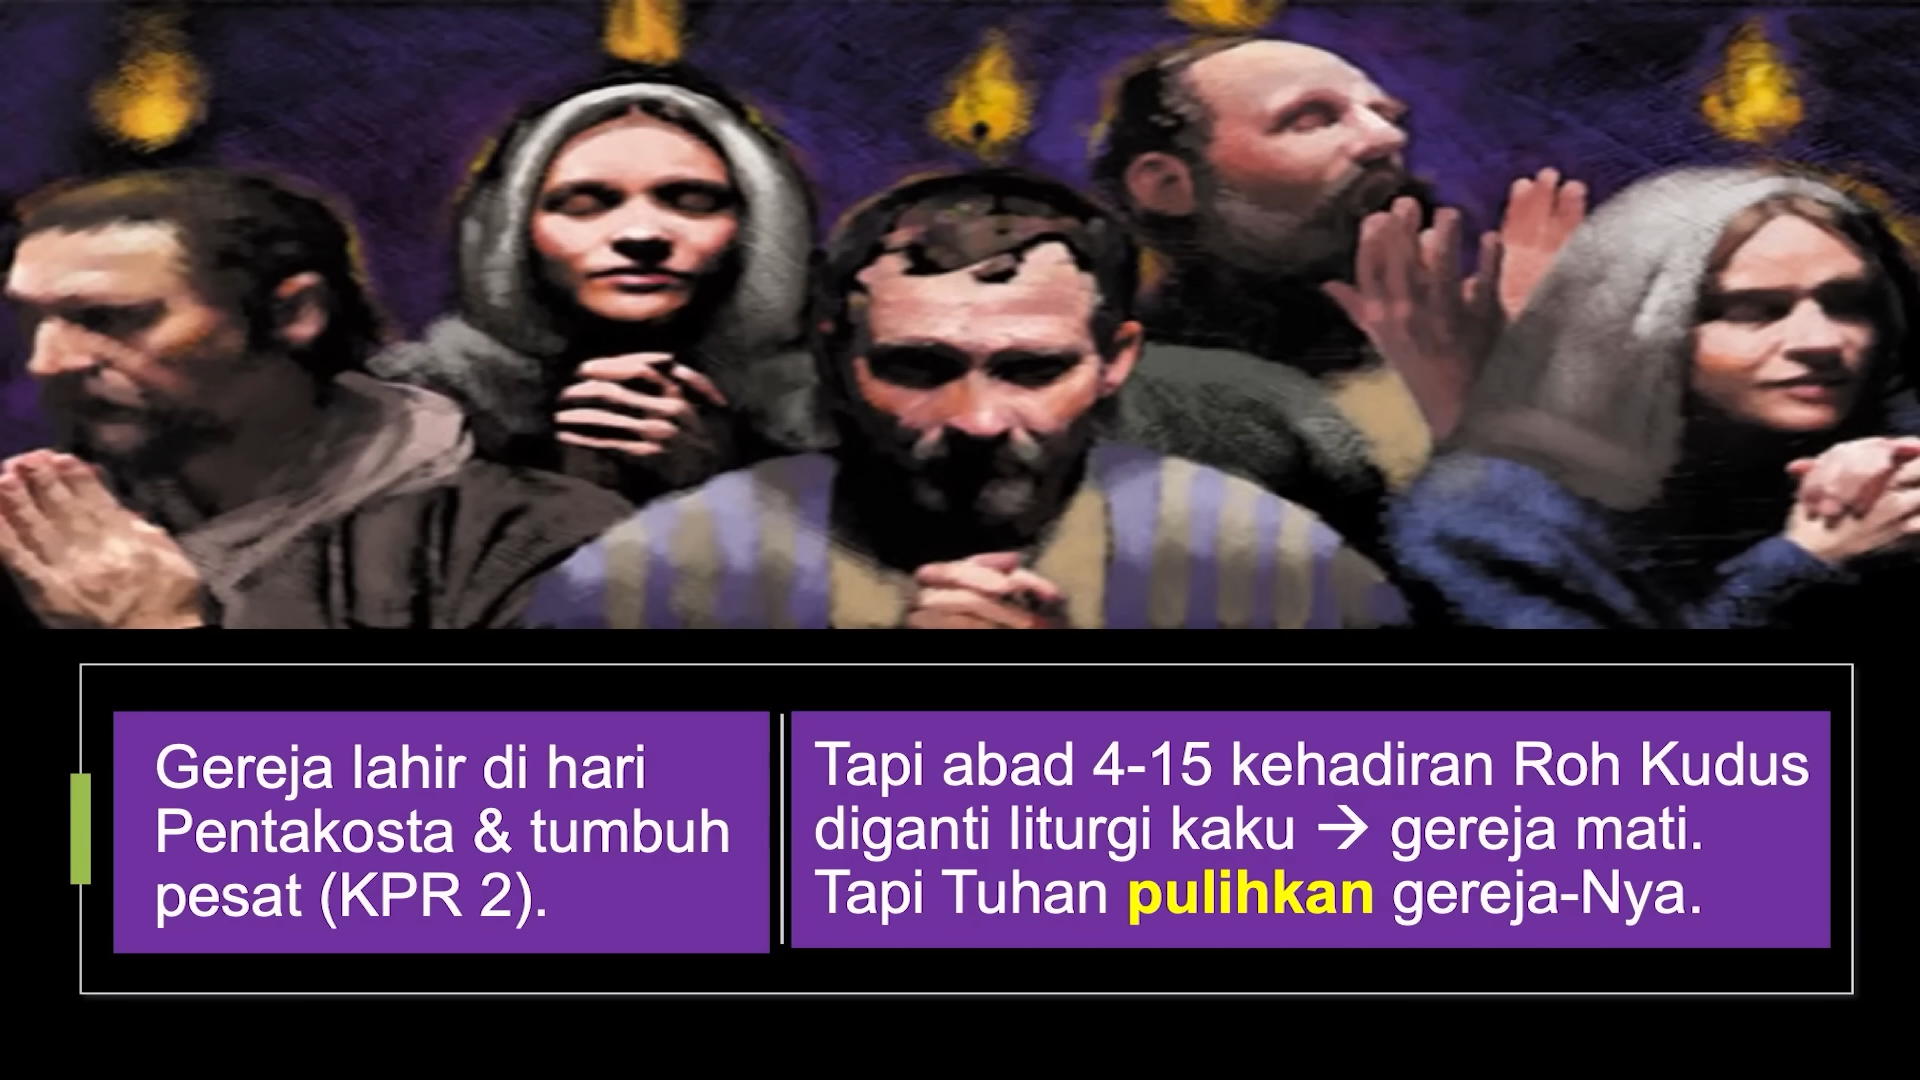 Gereja lahir di hari
Pentakosta & tumbuh
pesat (KPR 2).
Tapi abad 4-15 kehadiran Roh Kudus
diganti liturgi kaku → gereja mati.
Tapi Tuhan pulihkan gereja-Nya.